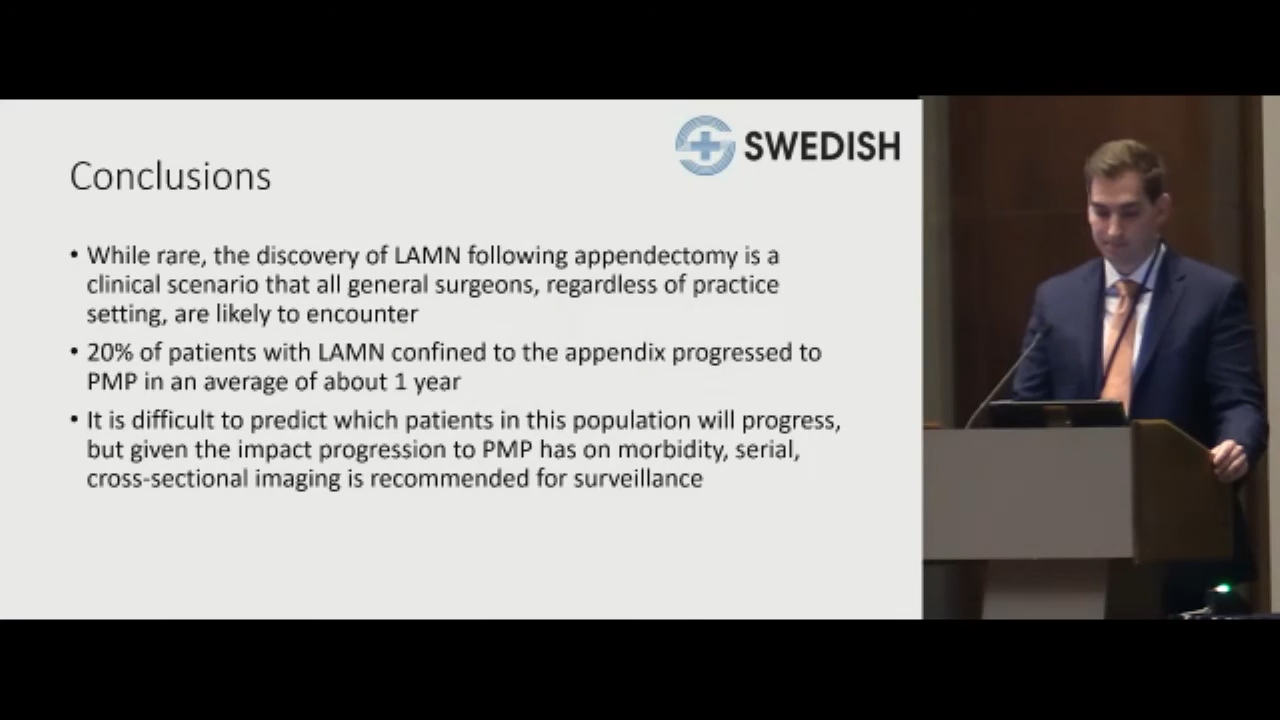 SWEDISH
Conclusions
• While rare, the discovery of LAMN following appendectomy is a
clinical scenario that all general surgeons, regardless of practice
setting, are likely to encounter
• 20% of patients with LAMN confined to the appendix progressed to
PMP in an average of about 1 year
• It is difficult to predict which patients in this population will progress,
but given the impact progression to PMP has on morbidity, serial,
cross-sectional imaging is recommended for surveillance